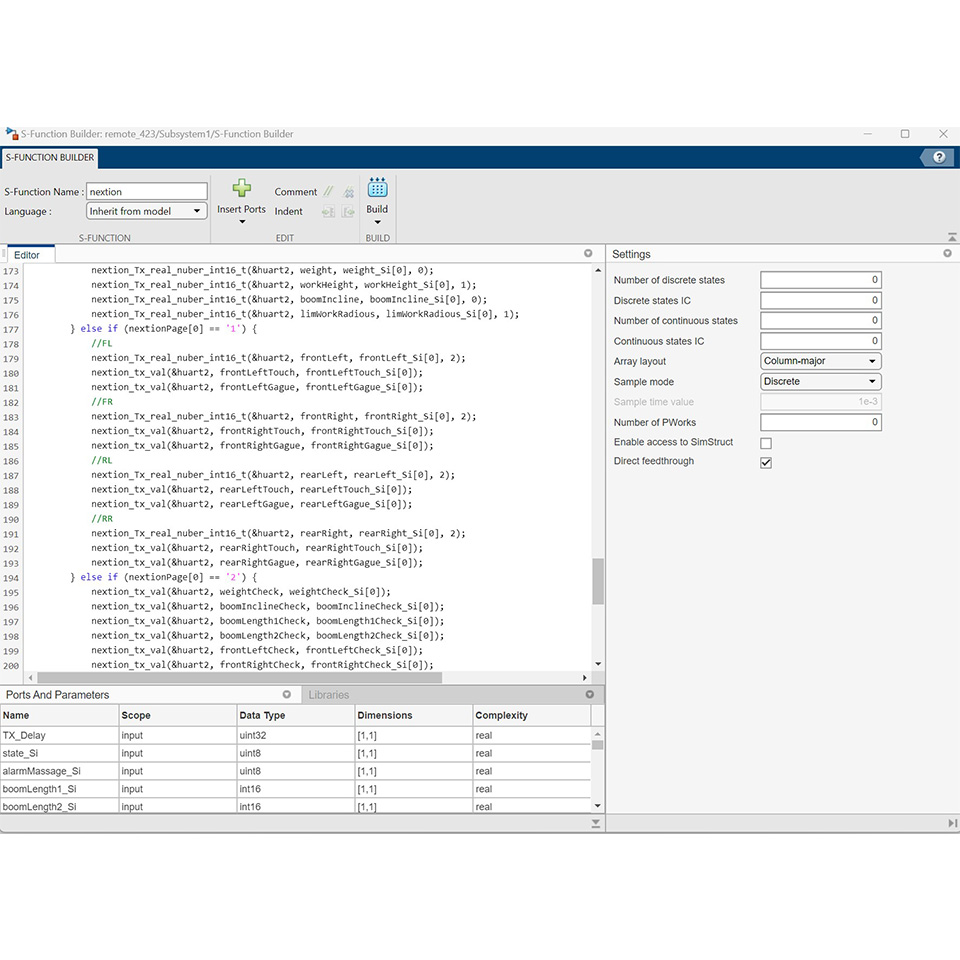 S-Function Builder: remote_423/Subsystem1/S-Function Builder
S-FUNCTION BUILDER
?
S-Function Name : nextion
Language : Inherit from model
S-FUNCTION
Insert Ports
Comment //
Indent
EDIT
Build
BUILD
Editor
173 nextion_Tx_real_nuber_int16_t(&huart2, weight, weight_Si[0], 0);
174 nextion_Tx_real_nuber_int16_t(&huart2, workHeight, workHeight_Si[0], 1);
175 nextion_Tx_real_nuber_int16_t(&huart2, boomIncline, boomIncline_Si[0], 0);
176 nextion_Tx_real_nuber_int16_t(&huart2, limWorkRadious, limWorkRadious_Si[0], 1);
177 } else if (nextionPage[0] == '1') {
178 //FL
179 nextion_Tx_real_nuber_int16_t(&huart2, frontLeft, frontLeft_Si[0], 2);
180 nextion_tx_val(&huart2, frontLeftTouch, frontLeftTouch_Si[0]);
181 nextion_tx_val(&huart2, frontLeftGague, frontLeftGague_Si[0]);
182 //FR
183 nextion_Tx_real_nuber_int16_t(&huart2, frontRight, frontRight_Si[0], 2);
184 nextion_tx_val(&huart2, frontRightTouch, frontRightTouch_Si[0]);
185 nextion_tx_val(&huart2, frontRightGague, frontRightGague_Si[0]);
186 //RL
187 nextion_Tx_real_nuber_int16_t(&huart2, rearLeft, rearLeft_Si[0], 2);
188 nextion_tx_val(&huart2, rearLeftTouch, rearLeftTouch_Si[0]);
189 nextion_tx_val(&huart2, rearLeftGague, rearLeftGague_Si[0]);
190 //RR
191 nextion_Tx_real_nuber_int16_t(&huart2, rearRight, rearRight_Si[0], 2);
192 nextion_tx_val(&huart2, rearRightTouch, rearRightTouch_Si[0]);
193 nextion_tx_val(&huart2, rearRightGague, rearRightGague_Si[0]);
194 } else if (nextionPage[0] == '2') {
195 nextion_tx_val(&huart2, weightCheck, weightCheck_Si[0]);
196 nextion_tx_val(&huart2, boomInclineCheck, boomInclineCheck_Si[0]);
197 nextion_tx_val(&huart2, boomLength1Check, boomLength1Check_Si[0]);
198 nextion_tx_val(&huart2, boomLength2Check, boomLength2Check_Si[0]);
199 nextion_tx_val(&huart2, frontLeftCheck, frontLeftCheck_Si[0]);
200 nextion_tx_val(&huart2, frontRightCheck, frontRightCheck_Si[0]);
Settings
Number of discrete states 0
Discrete states IC 0
Number of continuous states 0
Continuous states IC 0
Array layout Column-major
Sample mode Discrete
Sample time value 1e-3
Number of PWorks 0
Enable access to SimStruct
Direct feedthrough
Ports And Parameters
Libraries
Name Scope Data Type Dimensions Complexity
TX_Delay input uint32 [1,1] real
state_Si input uint8 [1,1] real
alarmMassage_Si input uint8 [1,1] real
boomLength1_Si input int16 [1,1] real
boomLength2_Si input int16 [1,1] real